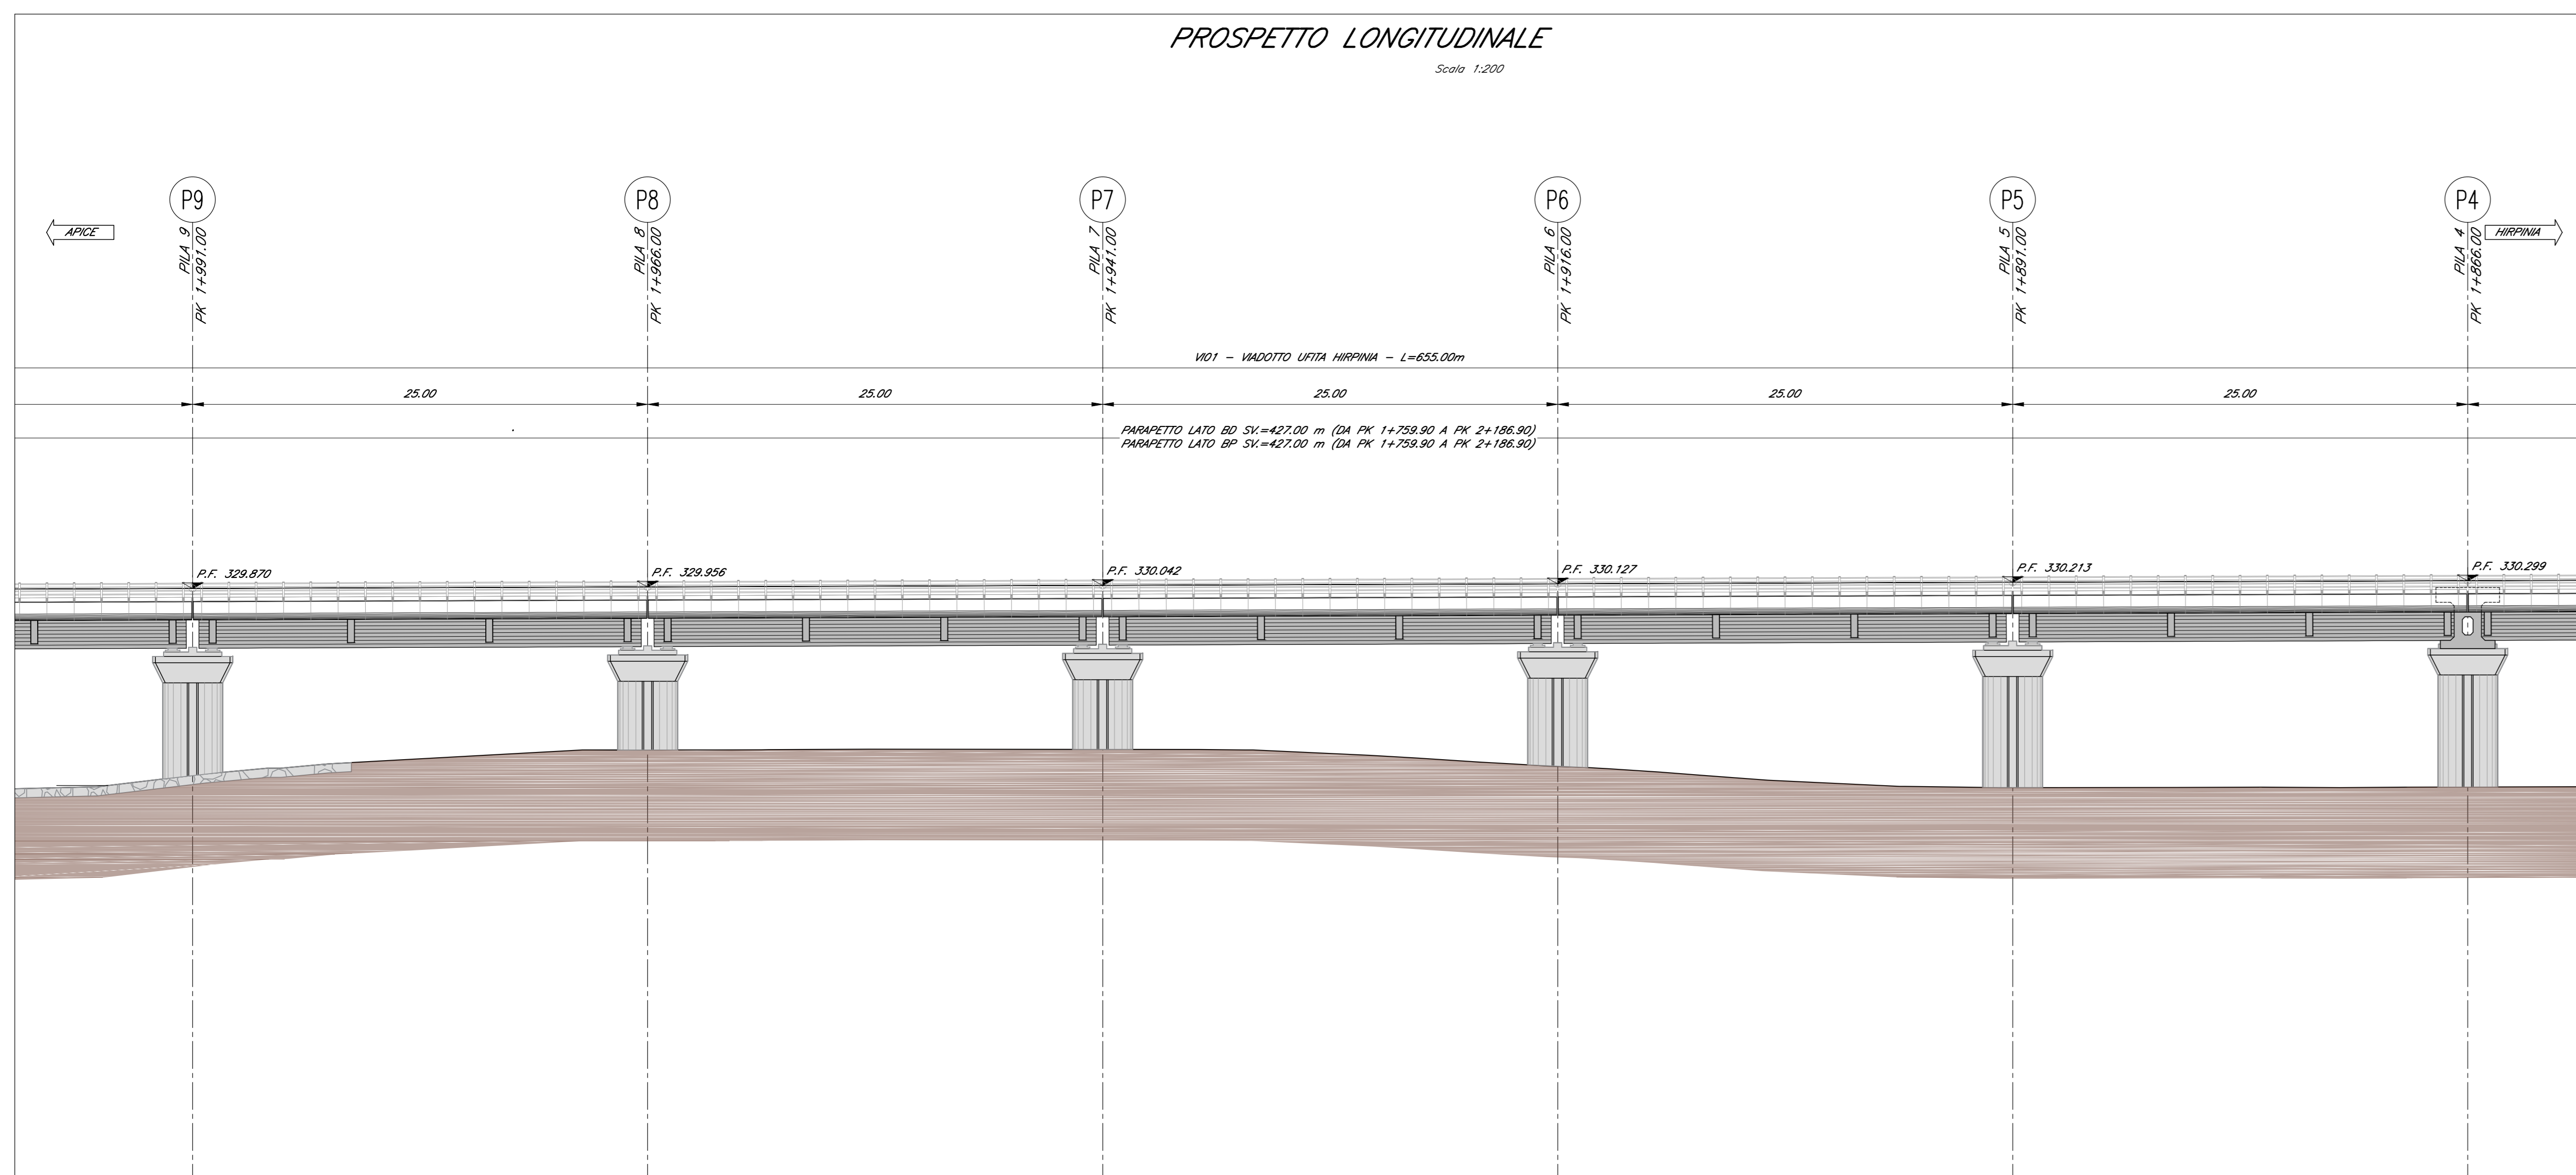 PROSPETTO LONGITUDINALE
Scala 1:200
P9
P8
P7
P6
P5
P4
APICE
HIRPINIA
PILA 9
PK 1+991.00
PILA 8
PK 1+966.00
PILA 7
PK 1+941.00
PILA 6
PK 1+916.00
PILA 5
PK 1+891.00
PILA 4
PK 1+866.00
VI01 - VIADOTTO UFITA HIRPINIA - L=655.00m
25.00
25.00
25.00
25.00
25.00
PARAPETTO LATO BD SV.=427.00 m (DA PK 1+759.90 A PK 2+186.90)
PARAPETTO LATO BP SV.=427.00 m (DA PK 1+759.90 A PK 2+186.90)
P.F. 329.870
P.F. 329.956
P.F. 330.042
P.F. 330.127
P.F. 330.213
P.F. 330.299